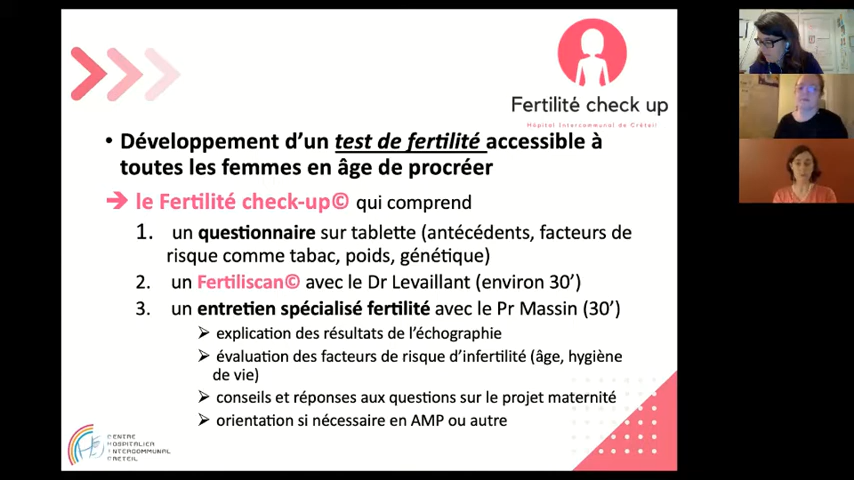 Fertilité check up
Hôpital Intercommunal de Créteil
• Développement d’un test de fertilité accessible à
toutes les femmes en âge de procréer
➔ le Fertilité check-up© qui comprend
1. un questionnaire sur tablette (antécédents, facteurs de
risque comme tabac, poids, génétique)
2. un Fertiliscan© avec le Dr Levaillant (environ 30’)
3. un entretien spécialisé fertilité avec le Pr Massin (30’)
➢ explication des résultats de l’échographie
➢ évaluation des facteurs de risque d’infertilité (âge, hygiène
de vie)
➢ conseils et réponses aux questions sur le projet maternité
➢ orientation si nécessaire en AMP ou autre
CENTRE
HOSPITALIER
INTERCOMMUNAL
CRETEIL